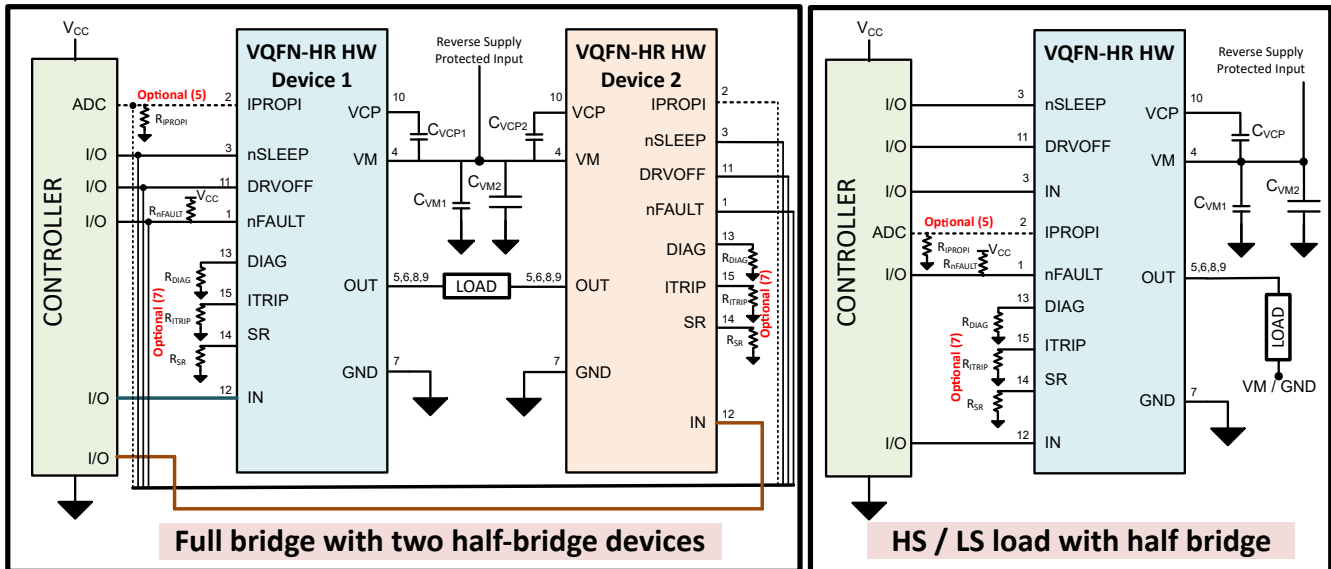 VCC
CONTROLLER
ADC
I/O
I/O
I/O
I/O
I/O
Optional (5)
RIPROPI
VCC
RnFAULT
RDIAG
RITRIP
RSR
Optional (7)
2
3
11
1
13
15
14
12
VQFN-HR HW
Device 1
IPROPI
nSLEEP
DRVOFF
nFAULT
DIAG
ITRIP
SR
IN
VCP
VM
OUT
GND
10
4
5,6,8,9
7
Reverse Supply
Protected Input
CVCP1
CVCP2
CVM1
CVM2
LOAD
10
4
5,6,8,9
7
VQFN-HR HW
Device 2
VCP
VM
OUT
GND
IPROPI
nSLEEP
DRVOFF
nFAULT
DIAG
ITRIP
SR
IN
2
3
11
1
13
15
14
12
RDIAG
RITRIP
RSR
Optional (7)
Full bridge with two half-bridge devices
VCC
CONTROLLER
I/O
I/O
I/O
ADC
I/O
I/O
Optional (5)
RIPROPI
VCC
RnFAULT
RDIAG
RITRIP
RSR
Optional (7)
3
11
3
2
1
13
15
14
12
VQFN-HR HW
nSLEEP
DRVOFF
IN
IPROPI
nFAULT
DIAG
ITRIP
SR
IN
VCP
VM
OUT
GND
10
4
5,6,8,9
7
Reverse Supply
Protected Input
CVCP
CVM1
CVM2
LOAD
VM / GND
HS / LS load with half bridge